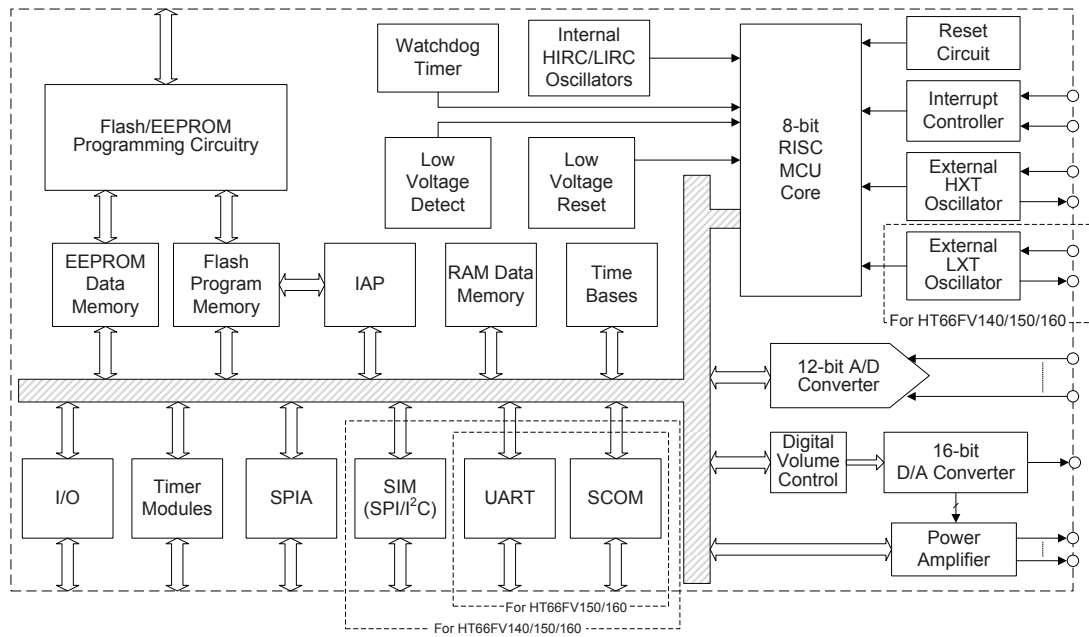 Flash/EEPROM
Programming Circuitry
Watchdog
Timer
Internal
HIRC/LIRC
Oscillators
8-bit
RISC
MCU
Core
Reset
Circuit
Interrupt
Controller
Low
Voltage
Detect
Low
Voltage
Reset
External
HXT
Oscillator
External
LXT
Oscillator
For HT66FV140/150/160
EEPROM
Data
Memory
Flash
Program
Memory
IAP
RAM Data
Memory
Time
Bases
12-bit A/D
Converter
I/O
Timer
Modules
SPIA
SIM
(SPI/I²C)
UART
SCOM
Digital
Volume
Control
16-bit
D/A Converter
Power
Amplifier
For HT66FV150/160
For HT66FV140/150/160